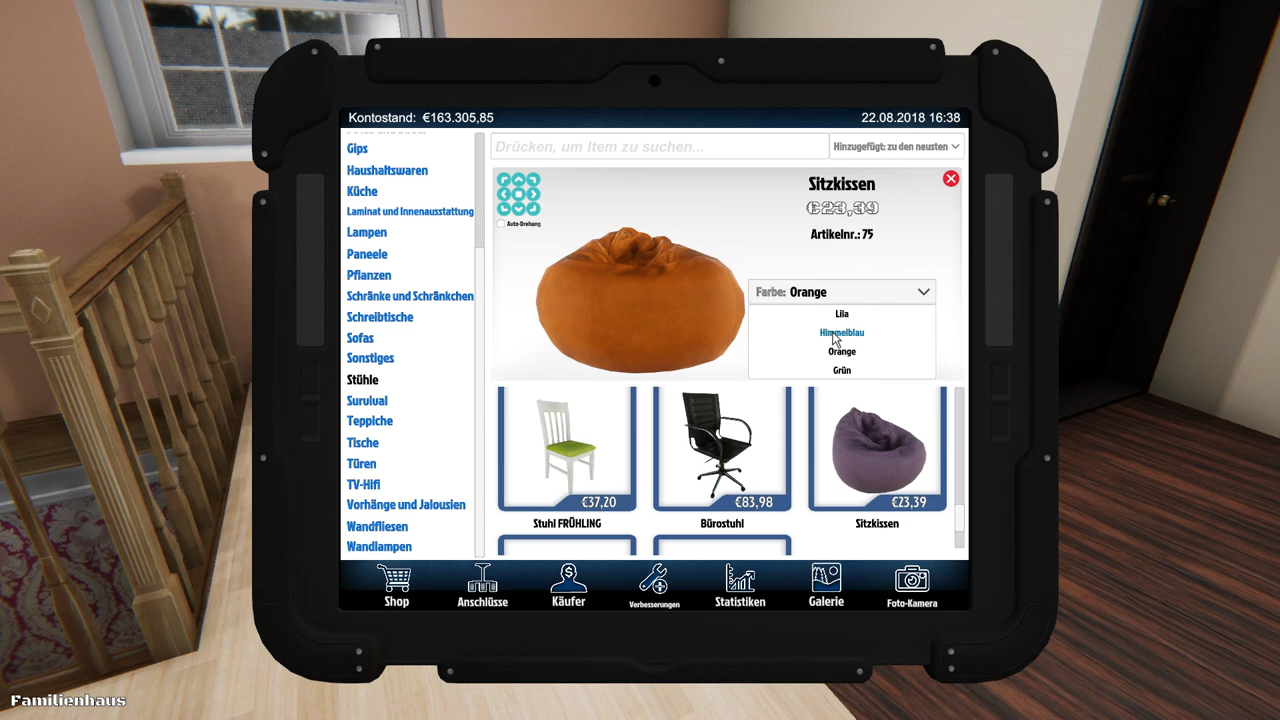 Kontostand: €163.305,85
22.08.2018 16:38
Gips
Haushaltswaren
Küche
Laminat und Innenausstattung
Lampen
Paneele
Pflanzen
Schränke und Schränkchen
Schreibtische
Sofas
Sonstiges
Stühle
Survival
Teppiche
Tische
Türen
TV-Hifi
Vorhänge und Jalousien
Wandfliesen
Wandlampen
Drücken, um Item zu suchen...
Hinzugefügt: zu den neusten
Auto-Drehung
Sitzkissen
€23,39
Artikelnr.: 75
Farbe: Orange
Lila
Himmelblau
Orange
Grün
€37,20
€83,98
€23,39
Stuhl FRÜHLING
Bürostuhl
Sitzkissen
Shop
Anschlüsse
Käufer
Verbesserungen
Statistiken
Galerie
Foto-Kamera
Familienhaus